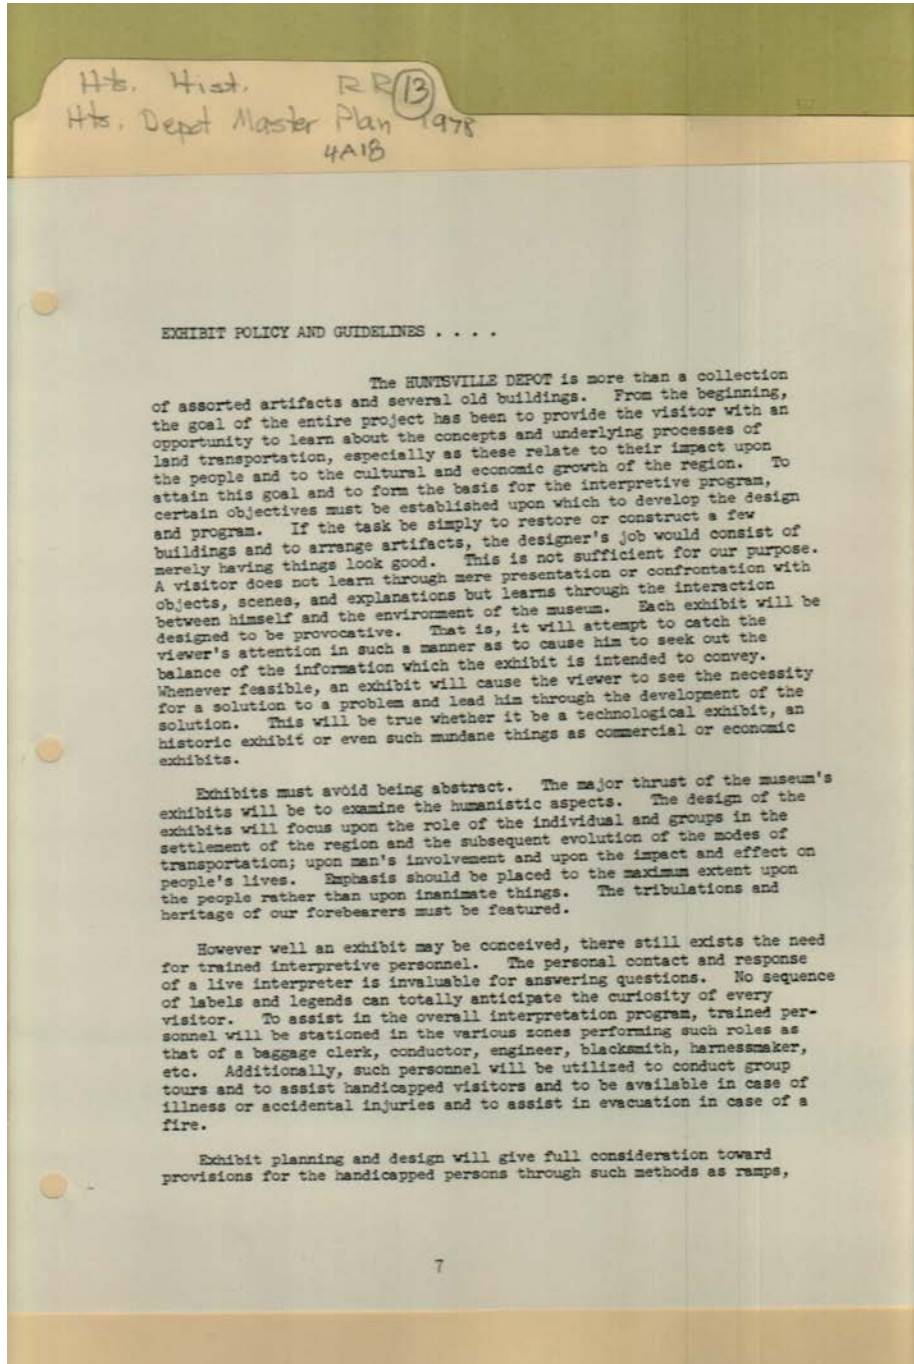 Hts. Hist. RR 13
Hts. Depot Master Plan 1978
4A1B
EXHIBIT POLICY AND GUIDELINES . . . .
The HUNTSVILLE DEPOT is more than a collection
of assorted artifacts and several old buildings. From the beginning,
the goal of the entire project has been to provide the visitor with an
opportunity to learn about the concepts and underlying processes of
land transportation, especially as these relate to their impact upon
the people and to the cultural and economic growth of the region. To
attain this goal and to form the basis for the interpretive program,
certain objectives must be established upon which to develop the design
and program. If the task be simply to restore or construct a few
buildings and to arrange artifacts, the designer's job would consist of
merely having things look good. This is not sufficient for our purpose.
A visitor does not learn through mere presentation or confrontation with
objects, scenes, and explanations but learns through the interaction
between himself and the environment of the museum. Each exhibit will be
designed to be provocative. That is, it will attempt to catch the
viewer's attention in such a manner as to cause him to seek out the
balance of the information which the exhibit is intended to convey.
Whenever feasible, an exhibit will cause the viewer to see the necessity
for a solution to a problem and lead him through the development of the
solution. This will be true whether it be a technological exhibit, an
historic exhibit or even such mundane things as commercial or economic
exhibits.
Exhibits must avoid being abstract. The major thrust of the museum's
exhibits will be to examine the humanistic aspects. The design of the
exhibits will focus upon the role of the individual and groups in the
settlement of the region and the subsequent evolution of the modes of
transportation; upon man's involvement and upon the impact and effect on
people's lives. Emphasis should be placed to the maximum extent upon
the people rather than upon inanimate things. The tribulations and
heritage of our forebearers must be featured.
However well an exhibit may be conceived, there still exists the need
for trained interpretive personnel. The personal contact and response
of a live interpreter is invaluable for answering questions. No sequence
of labels and legends can totally anticipate the curiosity of every
visitor. To assist in the overall interpretation program, trained per-
sonnel will be stationed in the various zones performing such roles as
that of a baggage clerk, conductor, engineer, blacksmith, harnessmaker,
etc. Additionally, such personnel will be utilized to conduct group
tours and to assist handicapped visitors and to be available in case of
illness or accidental injuries and to assist in evacuation in case of a
fire.
Exhibit planning and design will give full consideration toward
provisions for the handicapped persons through such methods as ramps,
7